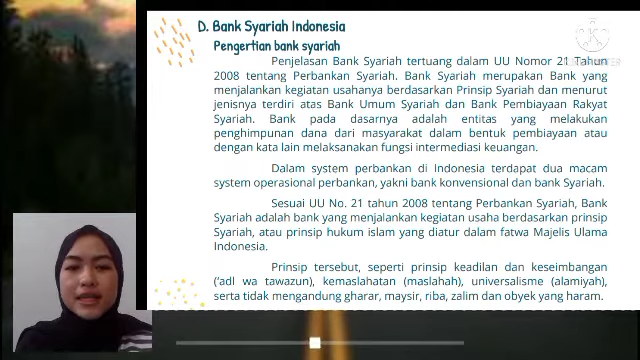 D. Bank Syariah Indonesia
Pengertian bank syariah
Penjelasan Bank Syariah tertuang dalam UU Nomor 21 Tahun
2008 tentang Perbankan Syariah. Bank Syariah merupakan Bank yang
menjalankan kegiatan usahanya berdasarkan Prinsip Syariah dan menurut
jenisnya terdiri atas Bank Umum Syariah dan Bank Pembiayaan Rakyat
Syariah. Bank pada dasarnya adalah entitas yang melakukan
penghimpunan dana dari masyarakat dalam bentuk pembiayaan atau
dengan kata lain melaksanakan fungsi intermediasi keuangan.
Dalam system perbankan di Indonesia terdapat dua macam
system operasional perbankan, yakni bank konvensional dan bank Syariah.
Sesuai UU No. 21 tahun 2008 tentang Perbankan Syariah, Bank
Syariah adalah bank yang menjalankan kegiatan usaha berdasarkan prinsip
Syariah, atau prinsip hukum islam yang diatur dalam fatwa Majelis Ulama
Indonesia.
Prinsip tersebut, seperti prinsip keadilan dan keseimbangan
('adl wa tawazun), kemaslahatan (maslahah), universalisme (alamiyah),
serta tidak mengandung gharar, maysir, riba, zalim dan obyek yang haram.